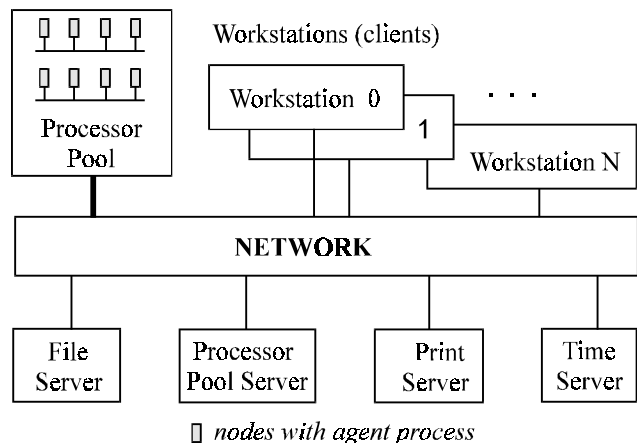 Workstations (clients)
Workstation 0
1
. . .
Workstation N
Processor
Pool
NETWORK
File
Server
Processor
Pool Server
Print
Server
Time
Server
nodes with agent process